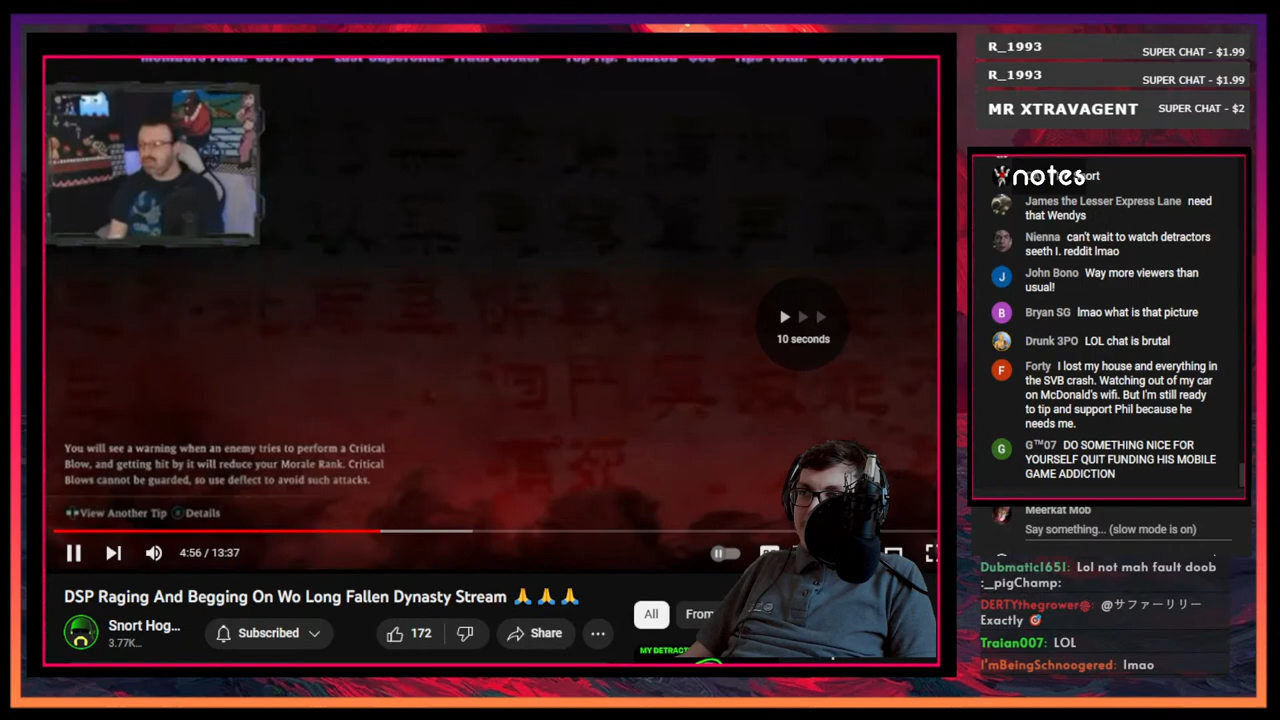 R_1993
SUPER CHAT - $1.99
R_1993
SUPER CHAT - $1.99
MR XTRAVAGENT
SUPER CHAT - $2
notes
James the Lesser Express Lane need
that Wendys
Nienna can't wait to watch detractors
seeth I. reddit lmao
John Bono Way more viewers than
usual!
Bryan SG lmao what is that picture
Drunk 3PO LOL chat is brutal
Forty I lost my house and everything in
the SVB crash. Watching out of my car
on McDonald's wifi. But I'm still ready
to tip and support Phil because he
needs me.
G™07 DO SOMETHING NICE FOR
YOURSELF QUIT FUNDING HIS MOBILE
GAME ADDICTION
Meerkat Mob
Say something... (slow mode is on)
Dubmatic1651: Lol not mah fault doob
:_pigChamp:
DERTYthegrower: @サファーリリー
Exactly 🎯
Traian007: LOL
I'mBeingSchnoogered: lmao
10 seconds
You will see a warning when an enemy tries to perform a Critical
Blow, and getting hit by it will reduce your Morale Rank. Critical
Blows cannot be guarded, so use deflect to avoid such attacks.
View Another Tip Details
4:56 / 13:37
DSP Raging And Begging On Wo Long Fallen Dynasty Stream 🙏 🙏 🙏
Snort Hog...
3.77K...
Subscribed
172
Share
All
From
MY DETRAC